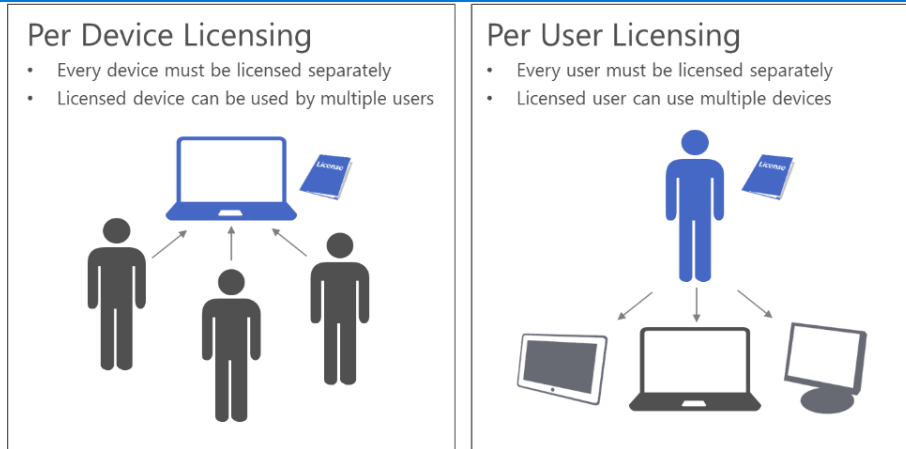 Per Device Licensing
• Every device must be licensed separately
• Licensed device can be used by multiple users
License
Per User Licensing
• Every user must be licensed separately
• Licensed user can use multiple devices
License